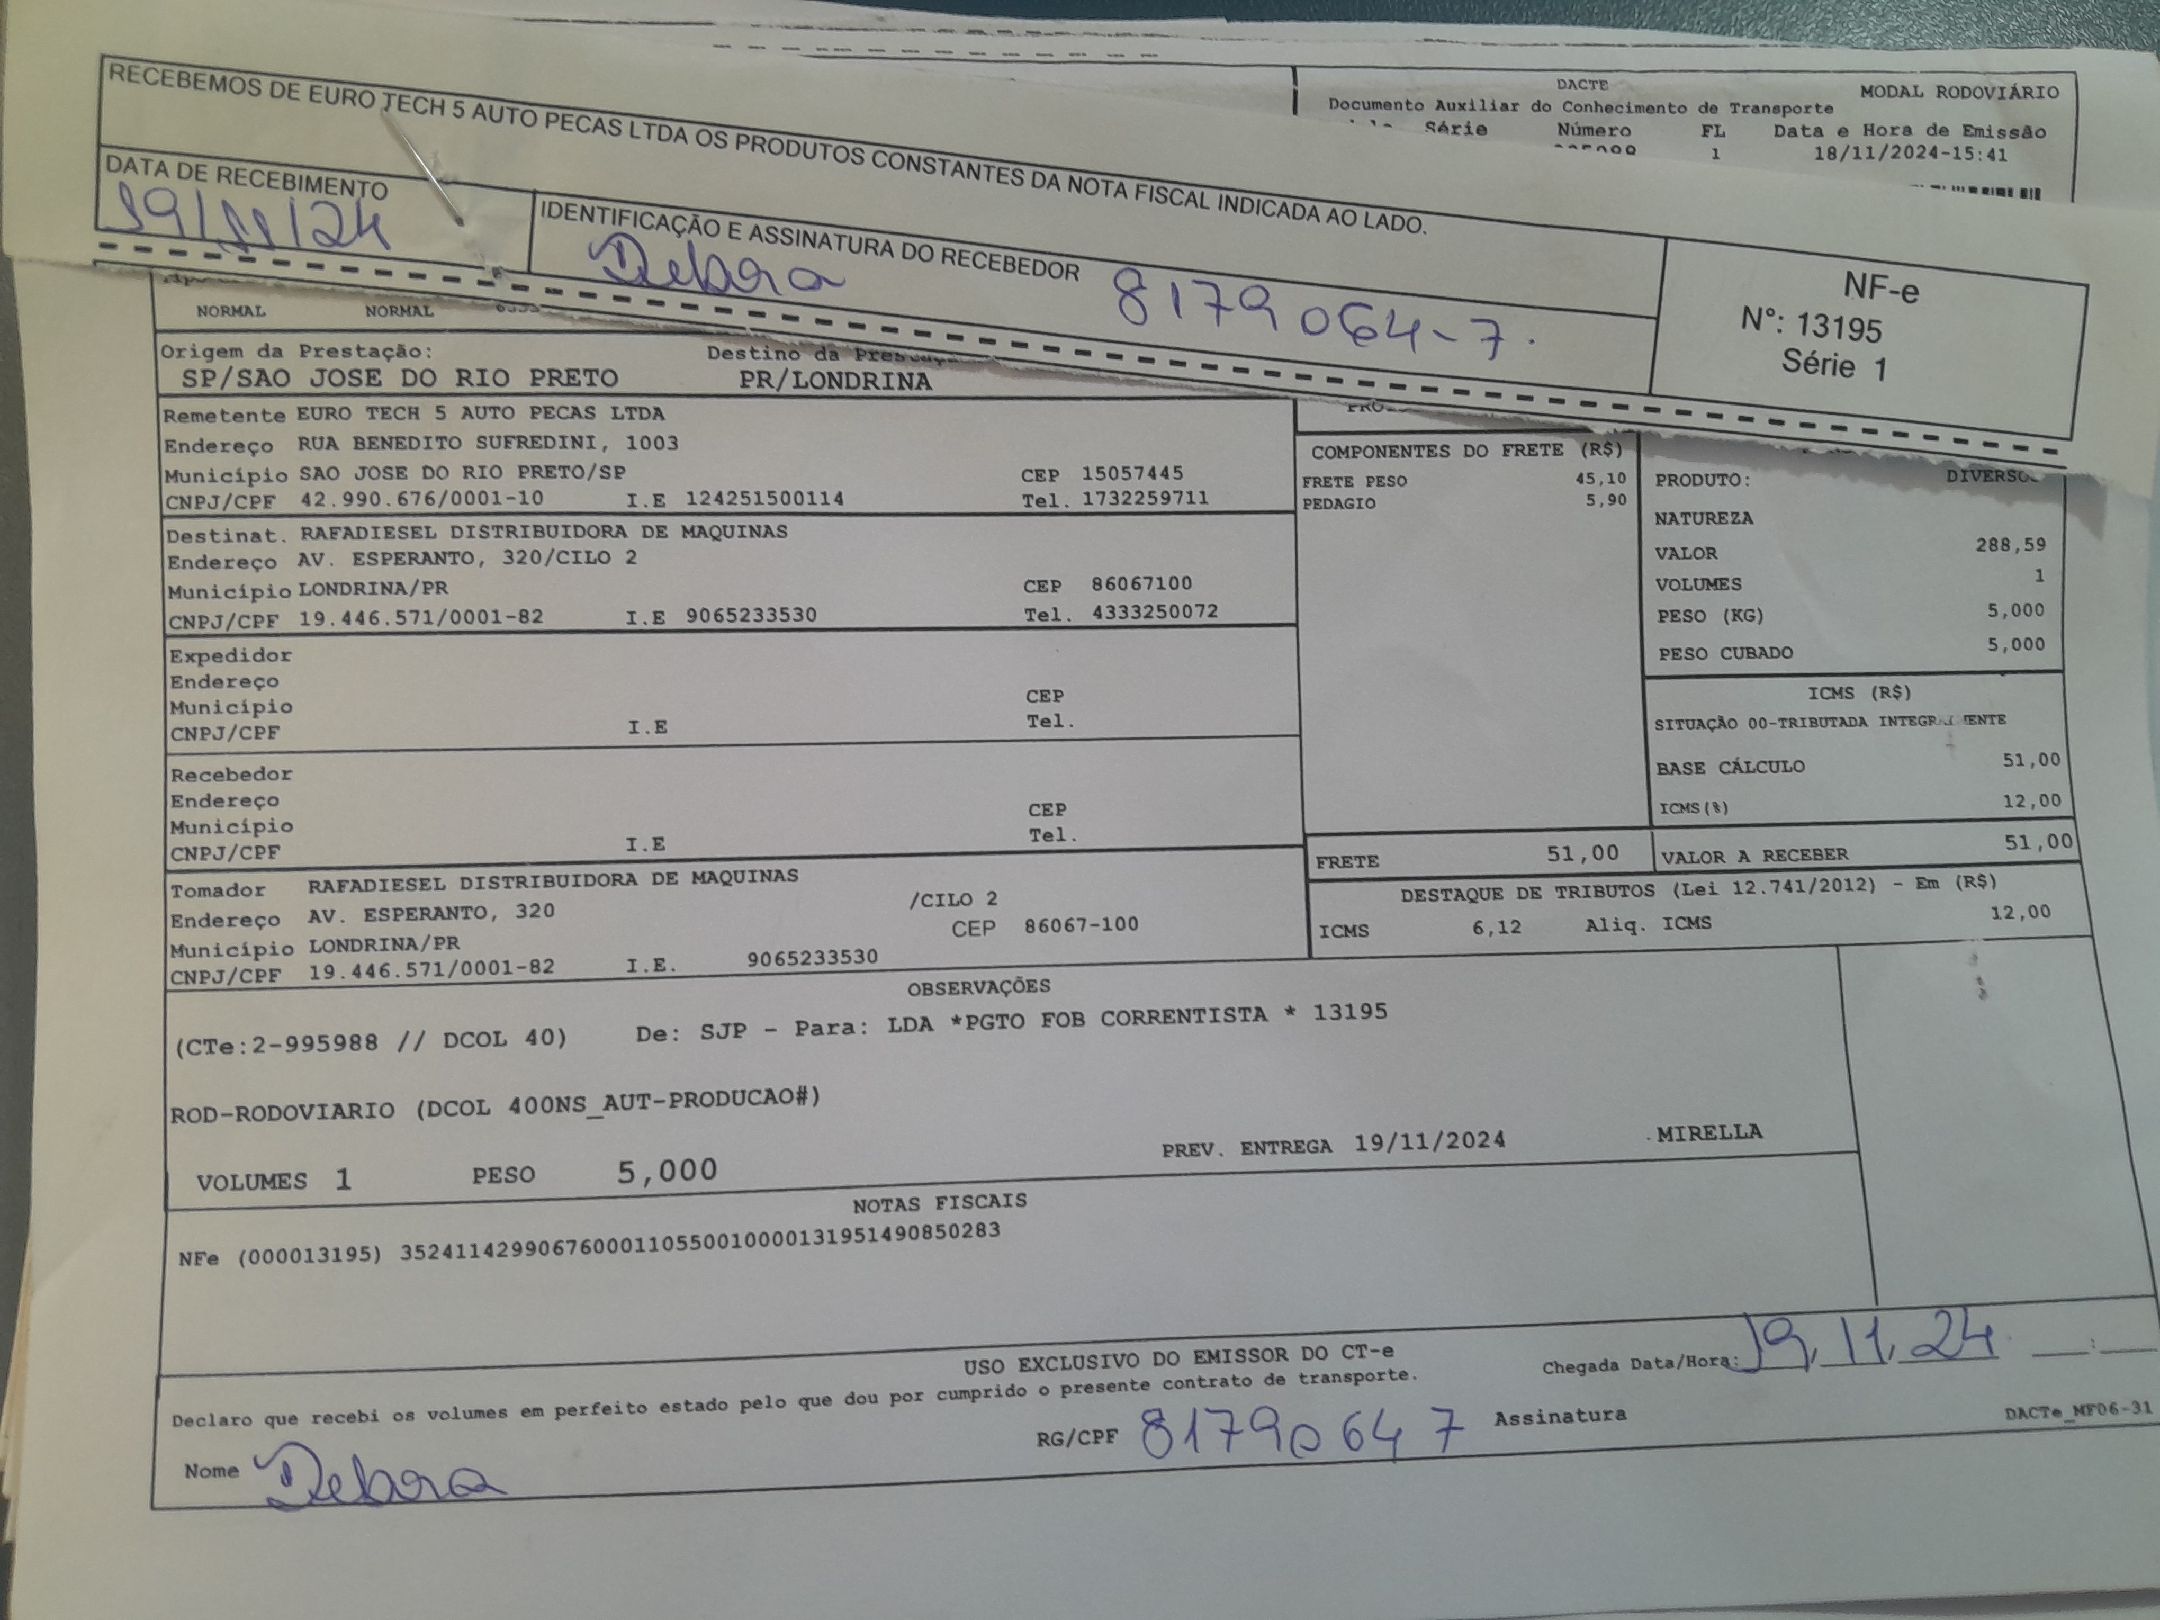 RECEBEMOS DE EURO TECH 5 AUTO PECAS LTDA OS PRODUTOS CONSTANTES DA NOTA FISCAL INDICADA AO LADO.
DATA DE RECEBIMENTO
19/11/24
IDENTIFICAÇÃO E ASSINATURA DO RECEBEDOR
Debora 8179064-7.
NF-e
Nº: 13195
Série 1
DACTE
MODAL RODOVIÁRIO
Documento Auxiliar do Conhecimento de Transporte
Série Número FL Data e Hora de Emissão
1 18/11/2024-15:41
NORMAL NORMAL
Origem da Prestação: Destino da
SP/SAO JOSE DO RIO PRETO PR/LONDRINA
Remetente EURO TECH 5 AUTO PECAS LTDA
Endereço RUA BENEDITO SUFREDINI, 1003
Município SAO JOSE DO RIO PRETO/SP CEP 15057445
CNPJ/CPF 42.990.676/0001-10 I.E 124251500114 Tel. 1732259711
Destinat. RAFADIESEL DISTRIBUIDORA DE MAQUINAS
Endereço AV. ESPERANTO, 320/CILO 2
Município LONDRINA/PR CEP 86067100
CNPJ/CPF 19.446.571/0001-82 I.E 9065233530 Tel. 4333250072
Expedidor
Endereço
Município CEP
CNPJ/CPF I.E Tel.
Recebedor
Endereço
Município CEP
CNPJ/CPF I.E Tel.
Tomador RAFADIESEL DISTRIBUIDORA DE MAQUINAS
Endereço AV. ESPERANTO, 320 /CILO 2
Município LONDRINA/PR CEP 86067-100
CNPJ/CPF 19.446.571/0001-82 I.E. 9065233530
COMPONENTES DO FRETE (R$)
FRETE PESO 45,10
PEDAGIO 5,90
PRODUTO:
NATUREZA
VALOR 288,59
VOLUMES 1
PESO (KG) 5,000
PESO CUBADO 5,000
ICMS (R$)
SITUAÇÃO 00-TRIBUTADA
BASE CÁLCULO 51,00
ICMS(%) 12,00
FRETE 51,00 VALOR A RECEBER 51,00
DESTAQUE DE TRIBUTOS (Lei 12.741/2012) - Em (R$)
ICMS 6,12 Aliq. ICMS 12,00
OBSERVAÇÕES
(CTe:2-995988 // DCOL 40) De: SJP - Para: LDA *PGTO FOB CORRENTISTA * 13195
ROD-RODOVIARIO (DCOL 400NS_AUT-PRODUCAO#)
VOLUMES 1 PESO 5,000 PREV. ENTREGA 19/11/2024 MIRELLA
NOTAS FISCAIS
NFe (000013195) 35241142990676000110550010000131951490850283
USO EXCLUSIVO DO EMISSOR DO CT-e
Declaro que recebi os volumes em perfeito estado pelo que dou por cumprido o presente contrato de transporte.
Chegada Data/Hora: 19,11,24 __:__
Nome Debora RG/CPF 81790647 Assinatura
DACTe_MF06-31